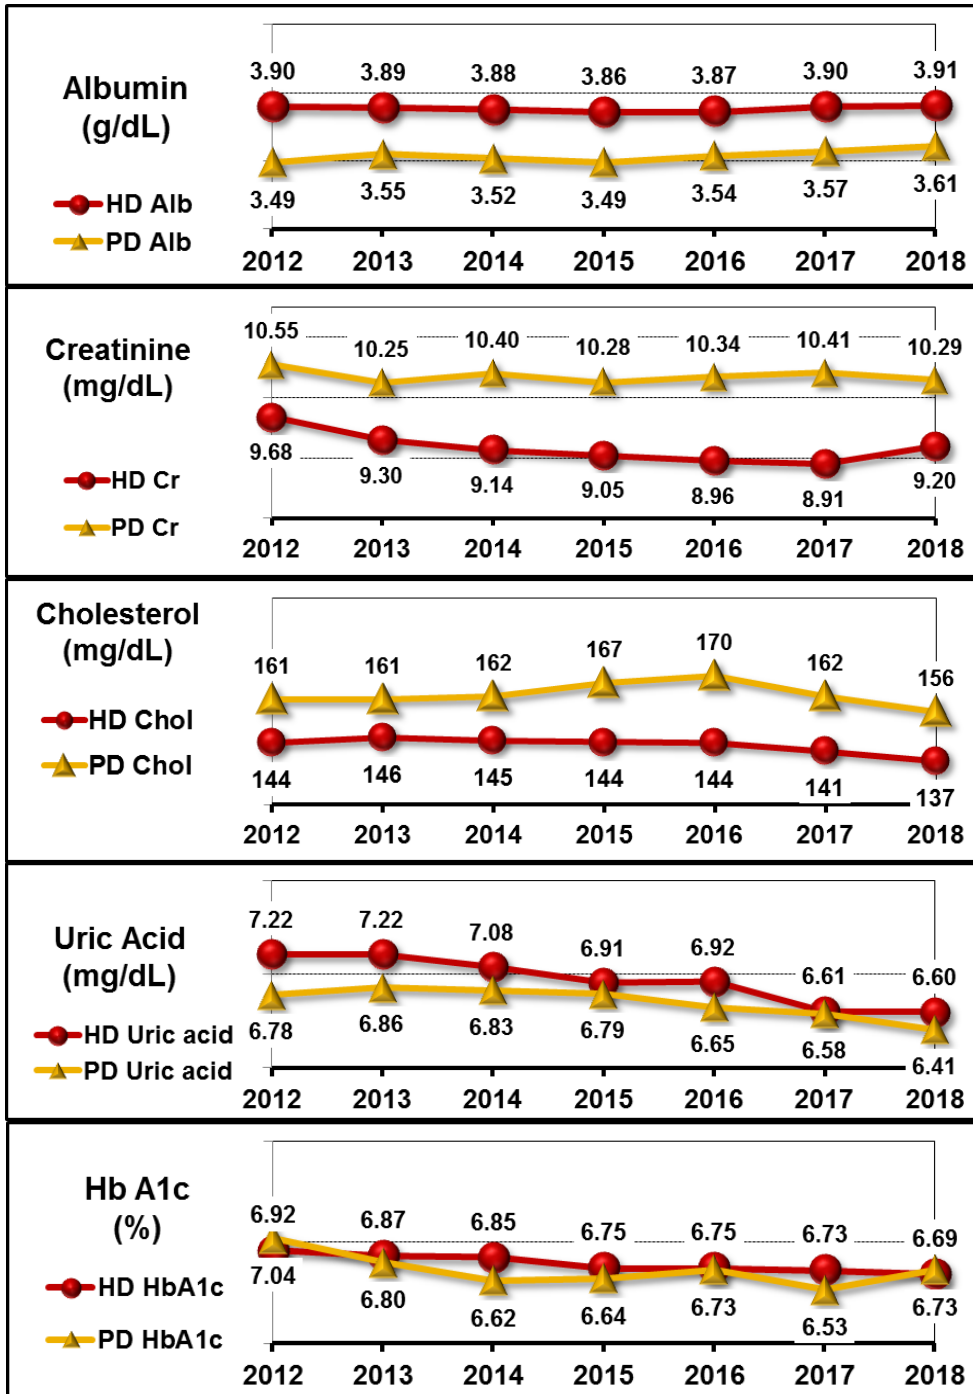 Albumin
(g/dL)
HD Alb
PD Alb
3.90 3.89 3.88 3.86 3.87 3.90 3.91
3.49 3.55 3.52 3.49 3.54 3.57 3.61
2012 2013 2014 2015 2016 2017 2018
Creatinine
(mg/dL)
HD Cr
PD Cr
10.55 10.25 10.40 10.28 10.34 10.41 10.29
9.68 9.30 9.14 9.05 8.96 8.91 9.20
2012 2013 2014 2015 2016 2017 2018
Cholesterol
(mg/dL)
HD Chol
PD Chol
161 161 162 167 170 162 156
144 146 145 144 144 141 137
2012 2013 2014 2015 2016 2017 2018
Uric Acid
(mg/dL)
HD Uric acid
PD Uric acid
7.22 7.22 7.08 6.91 6.92 6.61 6.60
6.78 6.86 6.83 6.79 6.65 6.58 6.41
2012 2013 2014 2015 2016 2017 2018
Hb A1c
(%)
HD HbA1c
PD HbA1c
6.92 6.87 6.85 6.75 6.75 6.73 6.69
7.04 6.80 6.62 6.64 6.73 6.53 6.73
2012 2013 2014 2015 2016 2017 2018